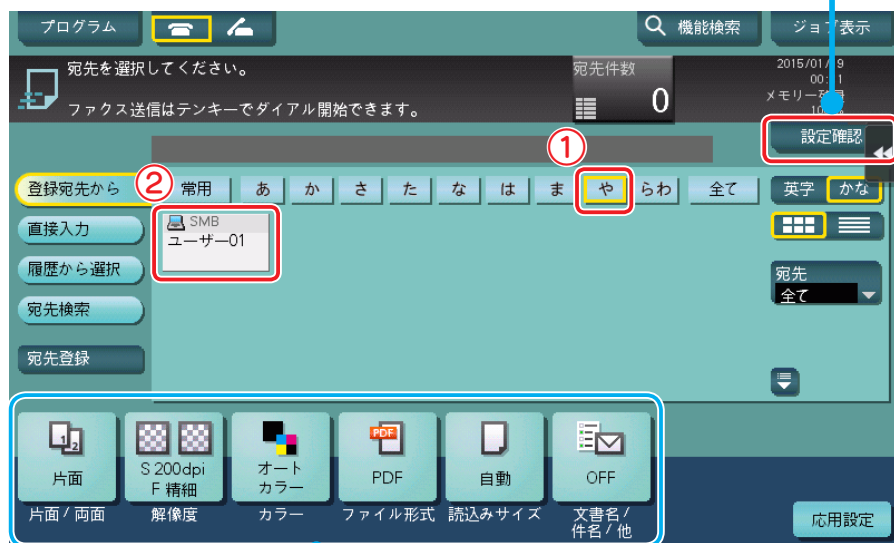 プログラム
機能検索
ジョブ表示
宛先を選択してください。
ファクス送信はテンキーでダイアル開始できます。
宛先件数
0
2015/01/
9
00:
1
メモリー
10
①
設定確認
登録宛先から
②
常用 あ か さ た な は ま や らわ 全て
英字 かな
直接入力
SMB
ユーザー01
履歴から選択
宛先
全て
宛先検索
宛先登録
片面
S 200dpi
F 精細
オート
カラー
PDF
PDF
自動
OFF
片面/両面
解像度
カラー
ファイル形式
読込みサイズ
文書名/
件名/他
応用設定